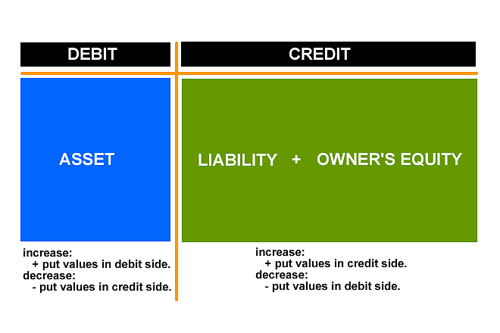 DEBIT
CREDIT
ASSET
LIABILITY + OWNER'S EQUITY
increase:
+ put values in debit side.
decrease:
- put values in credit side.
increase:
+ put values in credit side.
decrease:
- put values in debit side.